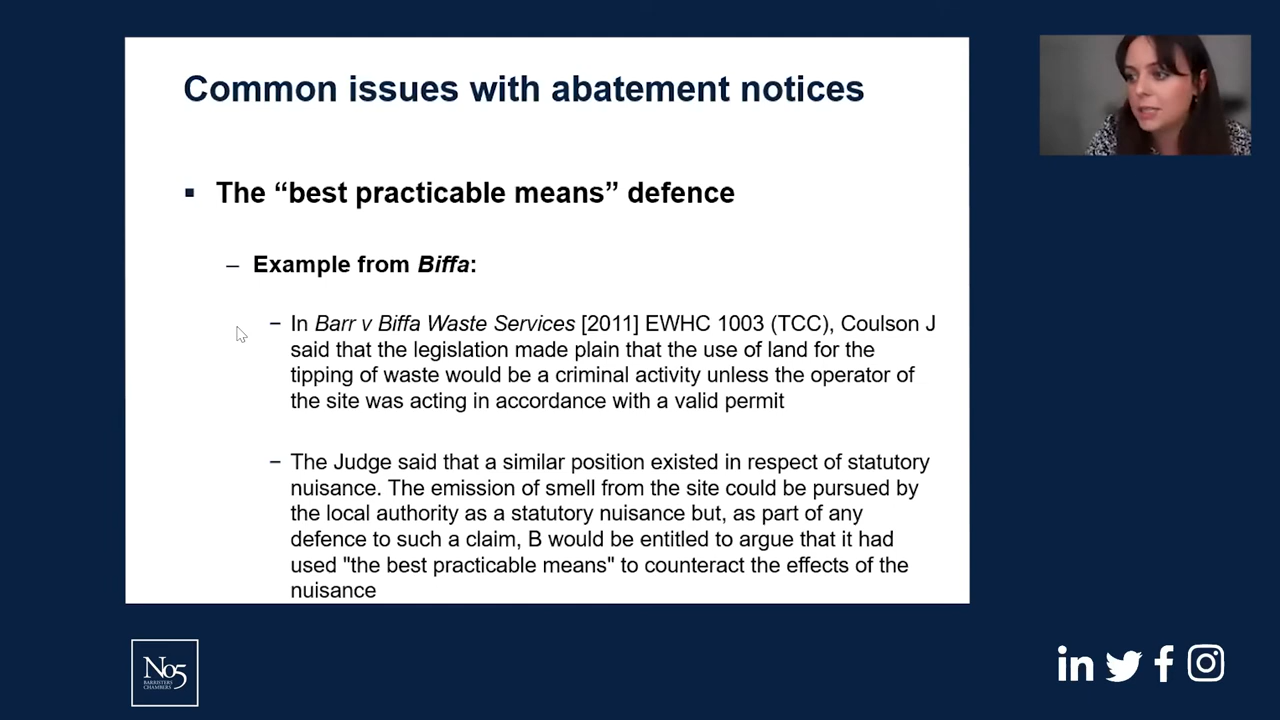 Common issues with abatement notices
▪ The “best practicable means” defence
– Example from Biffa:
– In Barr v Biffa Waste Services [2011] EWHC 1003 (TCC), Coulson J
said that the legislation made plain that the use of land for the
tipping of waste would be a criminal activity unless the operator of
the site was acting in accordance with a valid permit
– The Judge said that a similar position existed in respect of statutory
nuisance. The emission of smell from the site could be pursued by
the local authority as a statutory nuisance but, as part of any
defence to such a claim, B would be entitled to argue that it had
used "the best practicable means" to counteract the effects of the
nuisance
No5
BARRISTERS
CHAMBERS